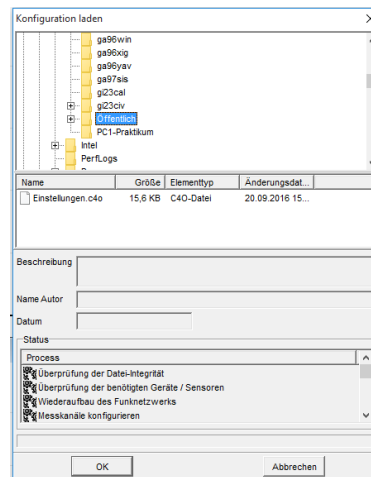 Konfiguration laden
ga96win
ga96xig
ga96yav
ga97sis
gi23cal
gi23civ
Öffentlich
PC1-Praktikum
Intel
PerfLogs
Name Größe Elementtyp Änderungsdat...
Einstellungen.c4o 15,6 KB C4O-Datei 20.09.2016 15...
Beschreibung
Name Autor
Datum
Status
Process
Überprüfung der Datei-Integrität
Überprüfung der benötigten Geräte / Sensoren
Wiederaufbau des Funknetzwerks
Messkanäle konfigurieren
OK Abbrechen